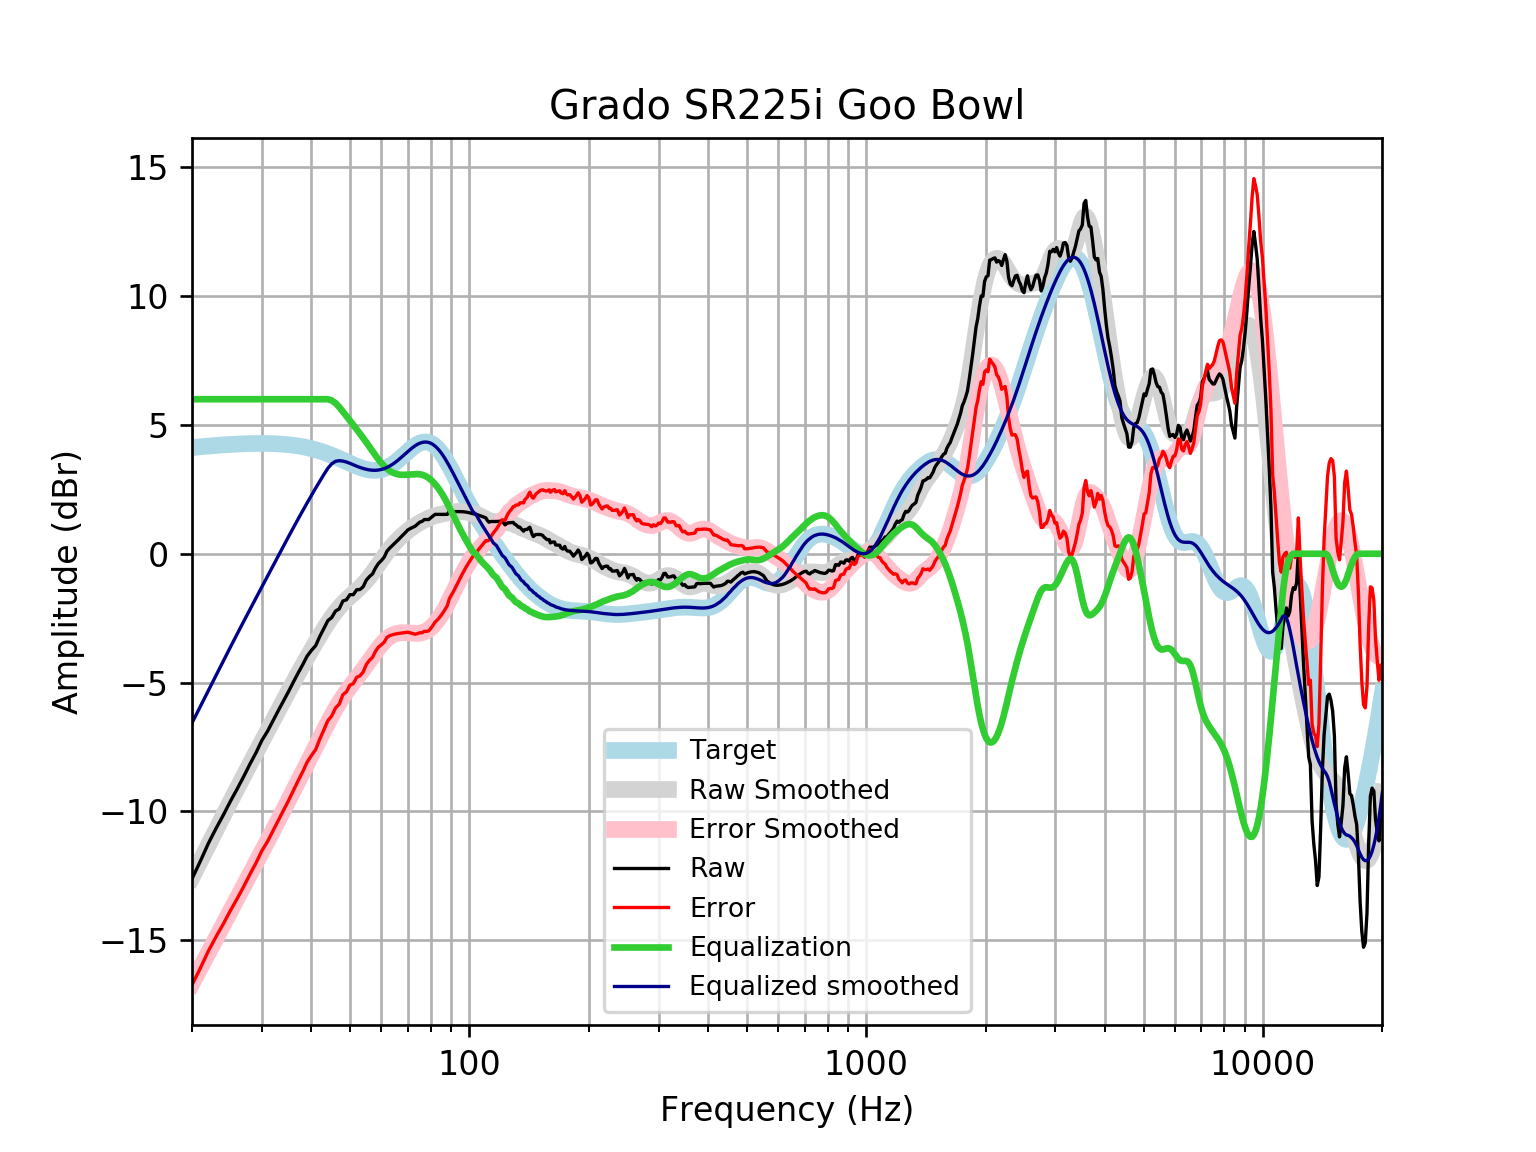 Grado SR225i Goo Bowl
Amplitude (dBr)
15
10
5
0
−5
−10
−15
Target
Raw Smoothed
Error Smoothed
Raw
Error
Equalization
Equalized smoothed
100
1000
10000
Frequency (Hz)